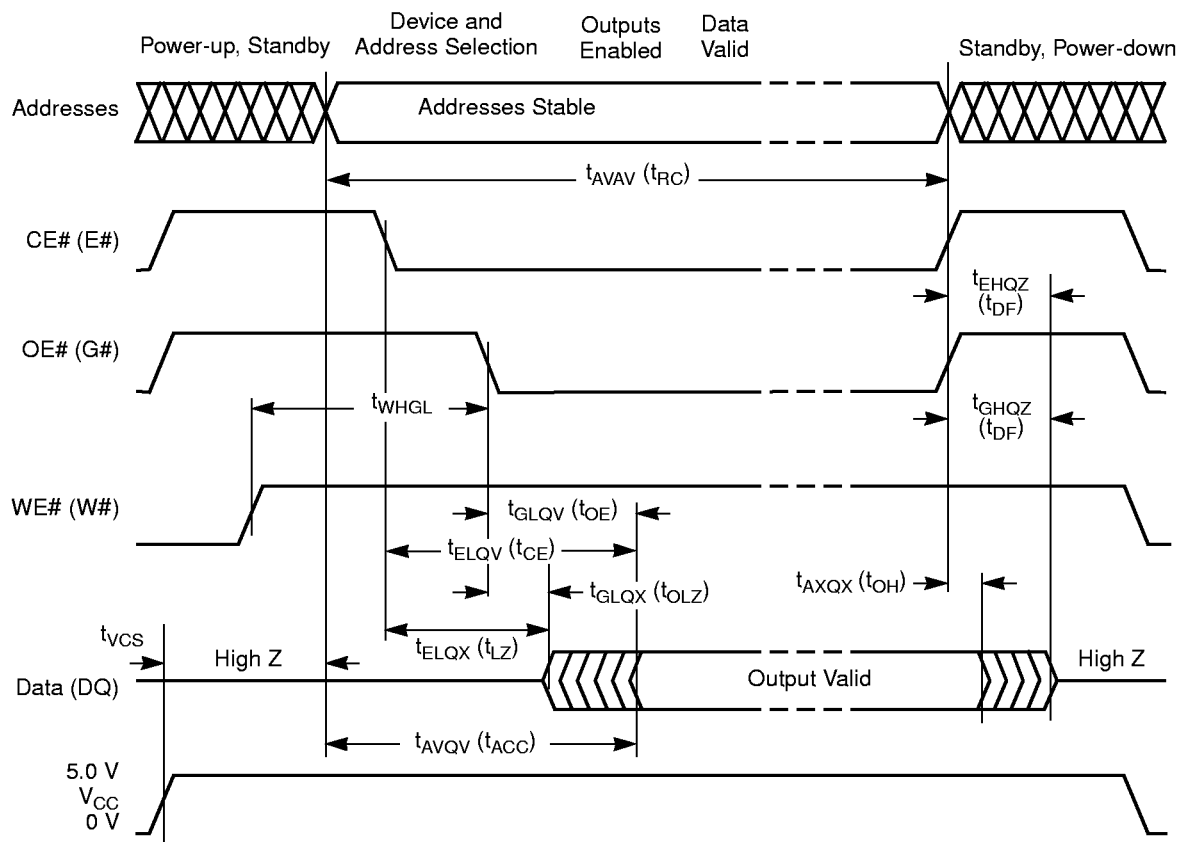 Power-up, Standby
Device and
Address Selection
Outputs
Enabled
Data
Valid
Standby, Power-down
Addresses
Addresses Stable
tAVAV (tRC)
CE# (E#)
tEHQZ
(tDF)
OE# (G#)
tWHGL
tGHQZ
(tDF)
WE# (W#)
tGLQV (tOE)
tELQV (tCE)
tGLQX (tOLZ)
tAXQX (tOH)
tVCS
tELQX (tLZ)
High Z
Data (DQ)
Output Valid
High Z
tAVQV (tACC)
5.0 V
VCC
0 V